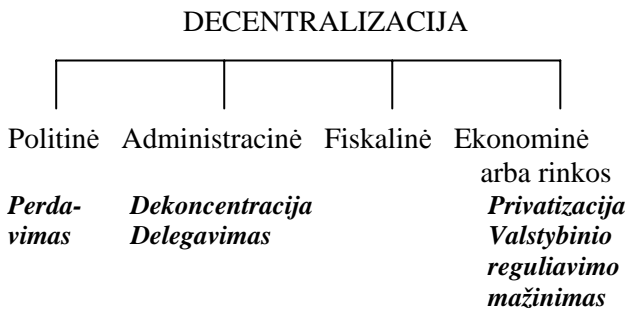 DECENTRALIZACIJA
Politinė Administracinė Fiskalinė Ekonominė
arba rinkos
Perda- Dekoncentracija Privatizacija
vimas Delegavimas Valstybinio
reguliavimo
mažinimas